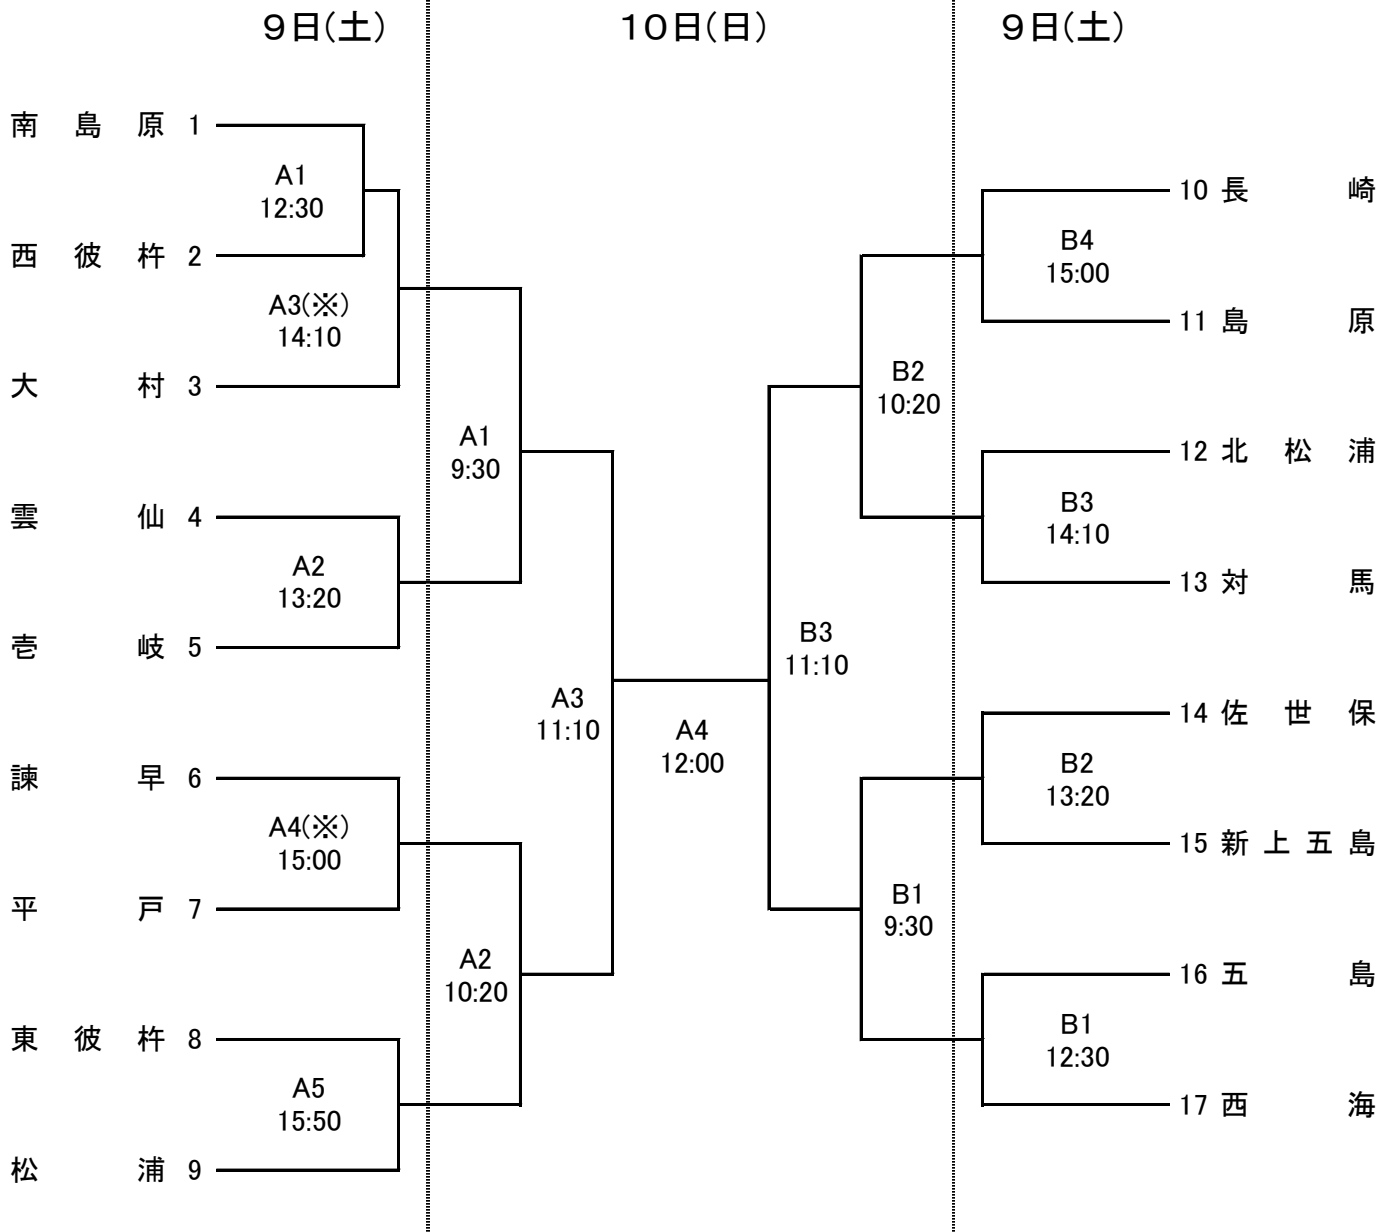 9日(土)
10日(日)
9日(土)
南島原 1
A1
12:30
西彼杵 2
A3(※)
14:10
大村 3
A1
9:30
雲仙 4
A2
13:20
壱岐 5
A3
11:10
諫早 6
A4(※)
15:00
平戸 7
A2
10:20
東彼杵 8
A5
15:50
松浦 9
A4
12:00
10 長崎
B4
15:00
11 島原
B2
10:20
12 北松浦
B3
14:10
13 対馬
B3
11:10
14 佐世保
B2
13:20
15 新上五島
B1
9:30
16 五島
B1
12:30
17 西海